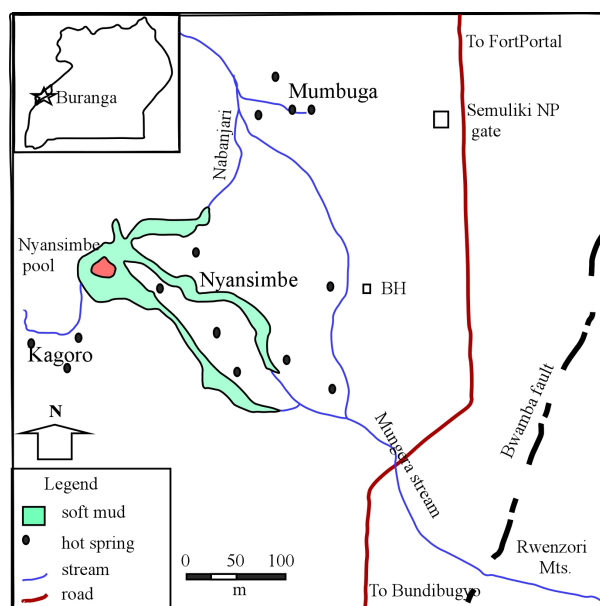 To FortPortal
Buranga
Mumbuga
Semuliki NP
gate
Nabanjari
Nyansimbe
pool
Nyansimbe
BH
Kagoro
N
Bwamba fault
Mungera stream
Legend
soft mud
hot spring
stream
road
0 50 100
m
Rwenzori
Mts.
To Bundibugyo